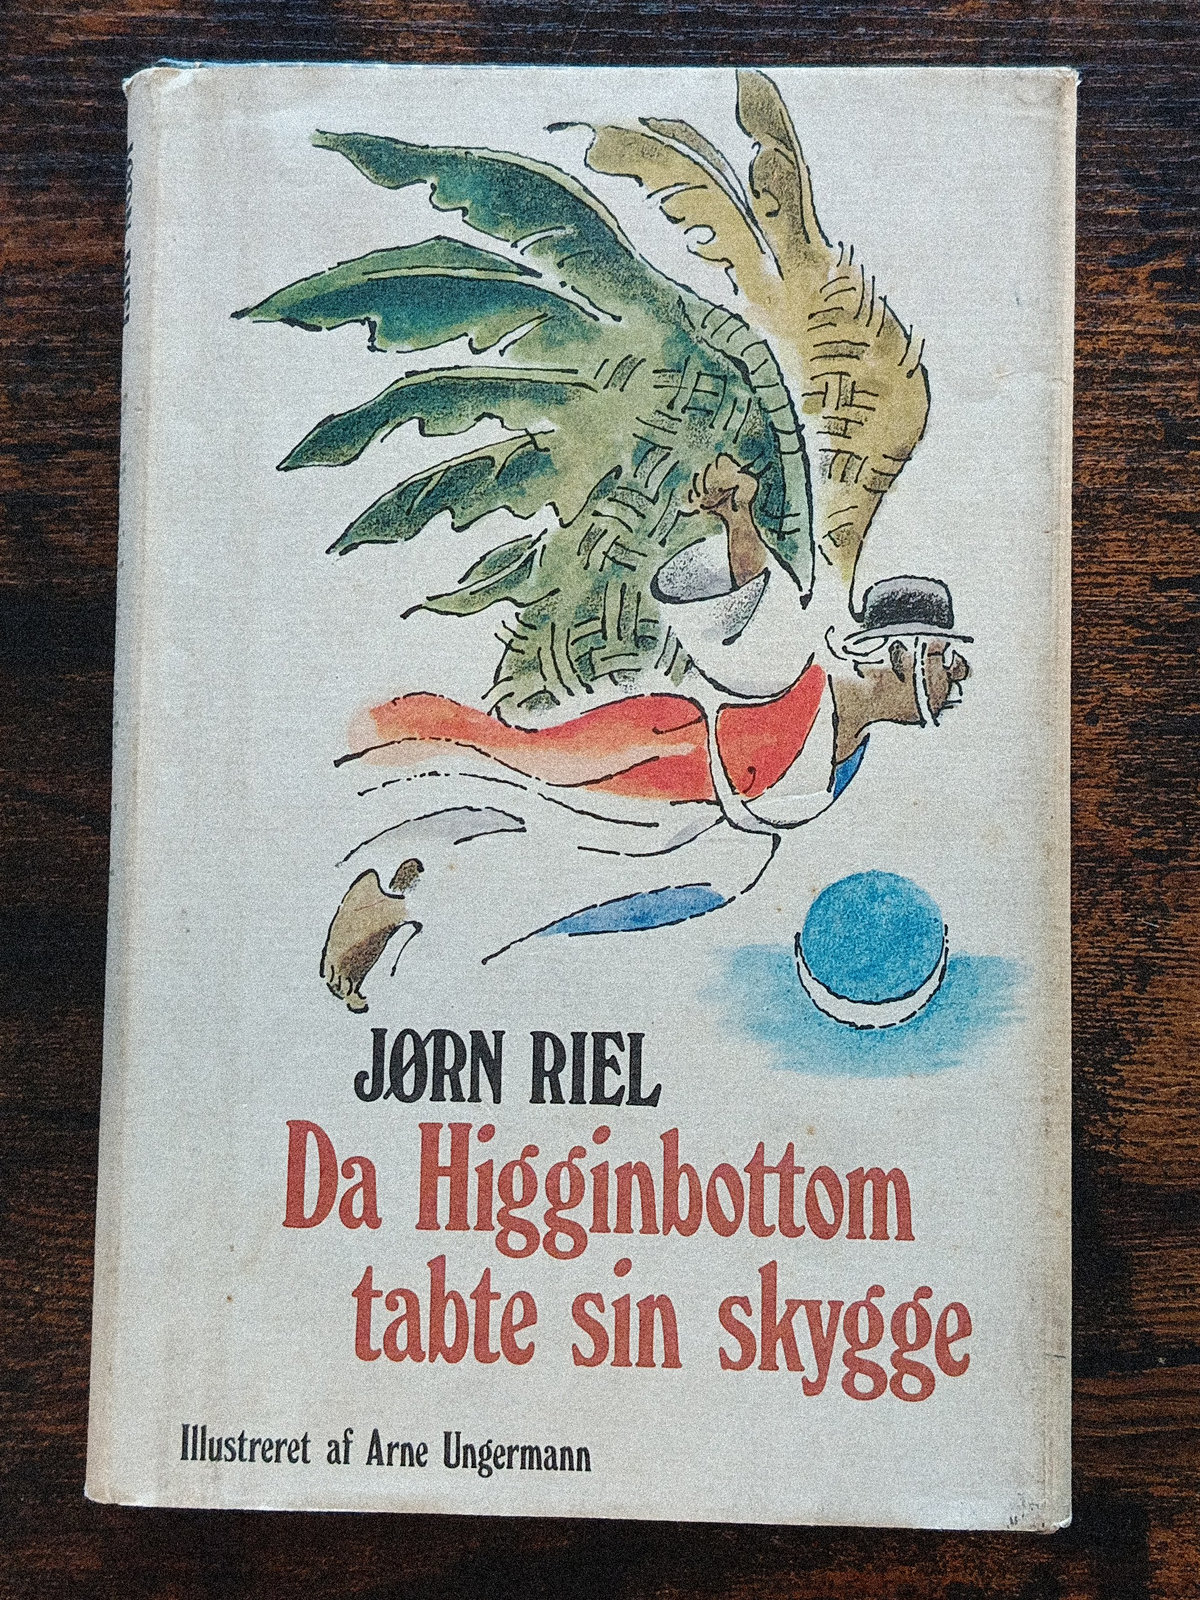 JØRN RIEL
Da Higginbottom
tabte sin skygge
Illustreret af Arne Ungermann